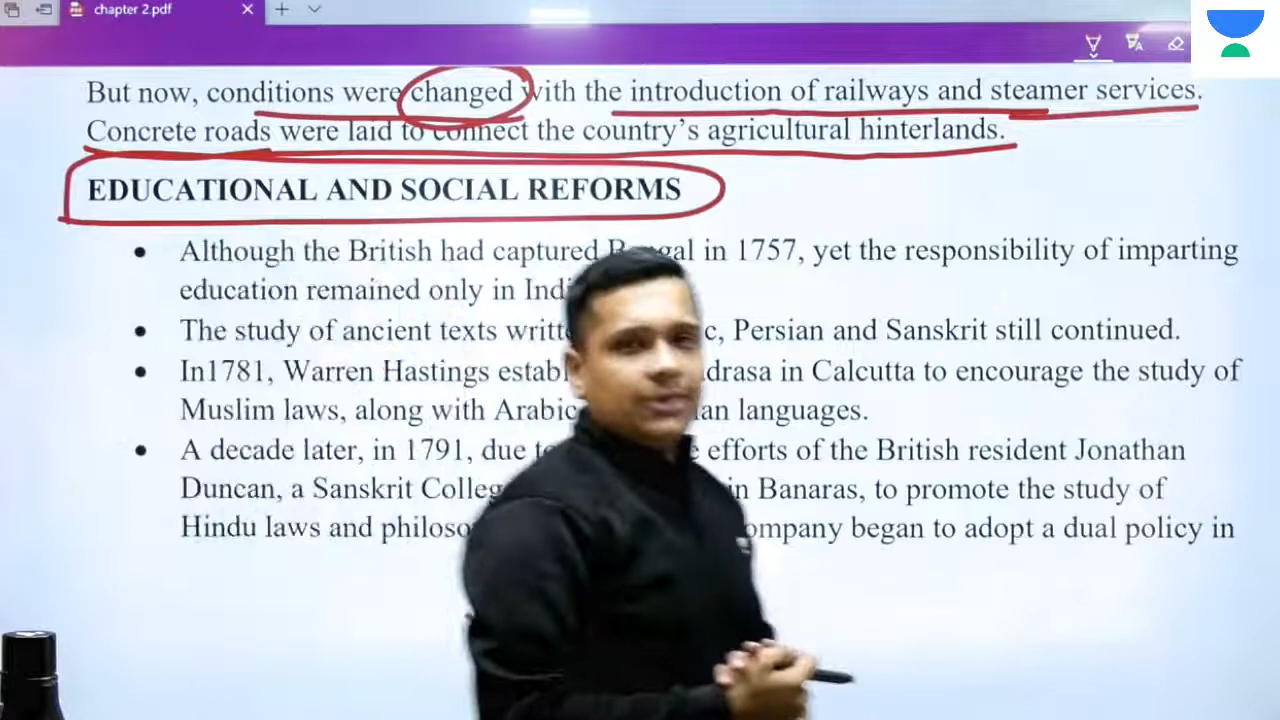 chapter 2.pdf
But now, conditions were changed with the introduction of railways and steamer services.
Concrete roads were laid to connect the country's agricultural hinterlands.
EDUCATIONAL AND SOCIAL REFORMS
• Although the British had captured Bengal in 1757, yet the responsibility of imparting
education remained only in
• The study of ancient texts Persian and Sanskrit still continued.
• In1781, Warren Hastings in Calcutta to encourage the study of
Muslim laws, along with Arabic languages.
• A decade later, in 1791, due efforts of the British resident Jonathan
Duncan, a Sanskrit in Banaras, to promote the study of
Hindu laws and began to adopt a dual policy in